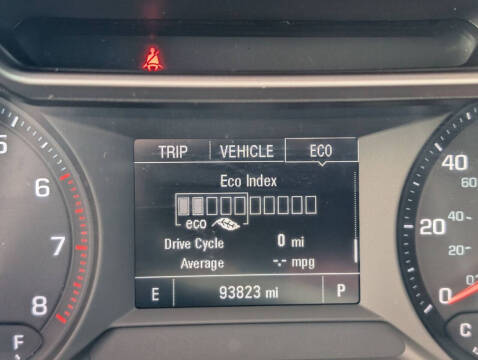 TRIP VEHICLE ECO
Eco Index
eco
Drive Cycle 0 mi
Average -.- mpg
E 93823 mi P
5
6
7
8
F
40
60
20
40
20
0
0
C